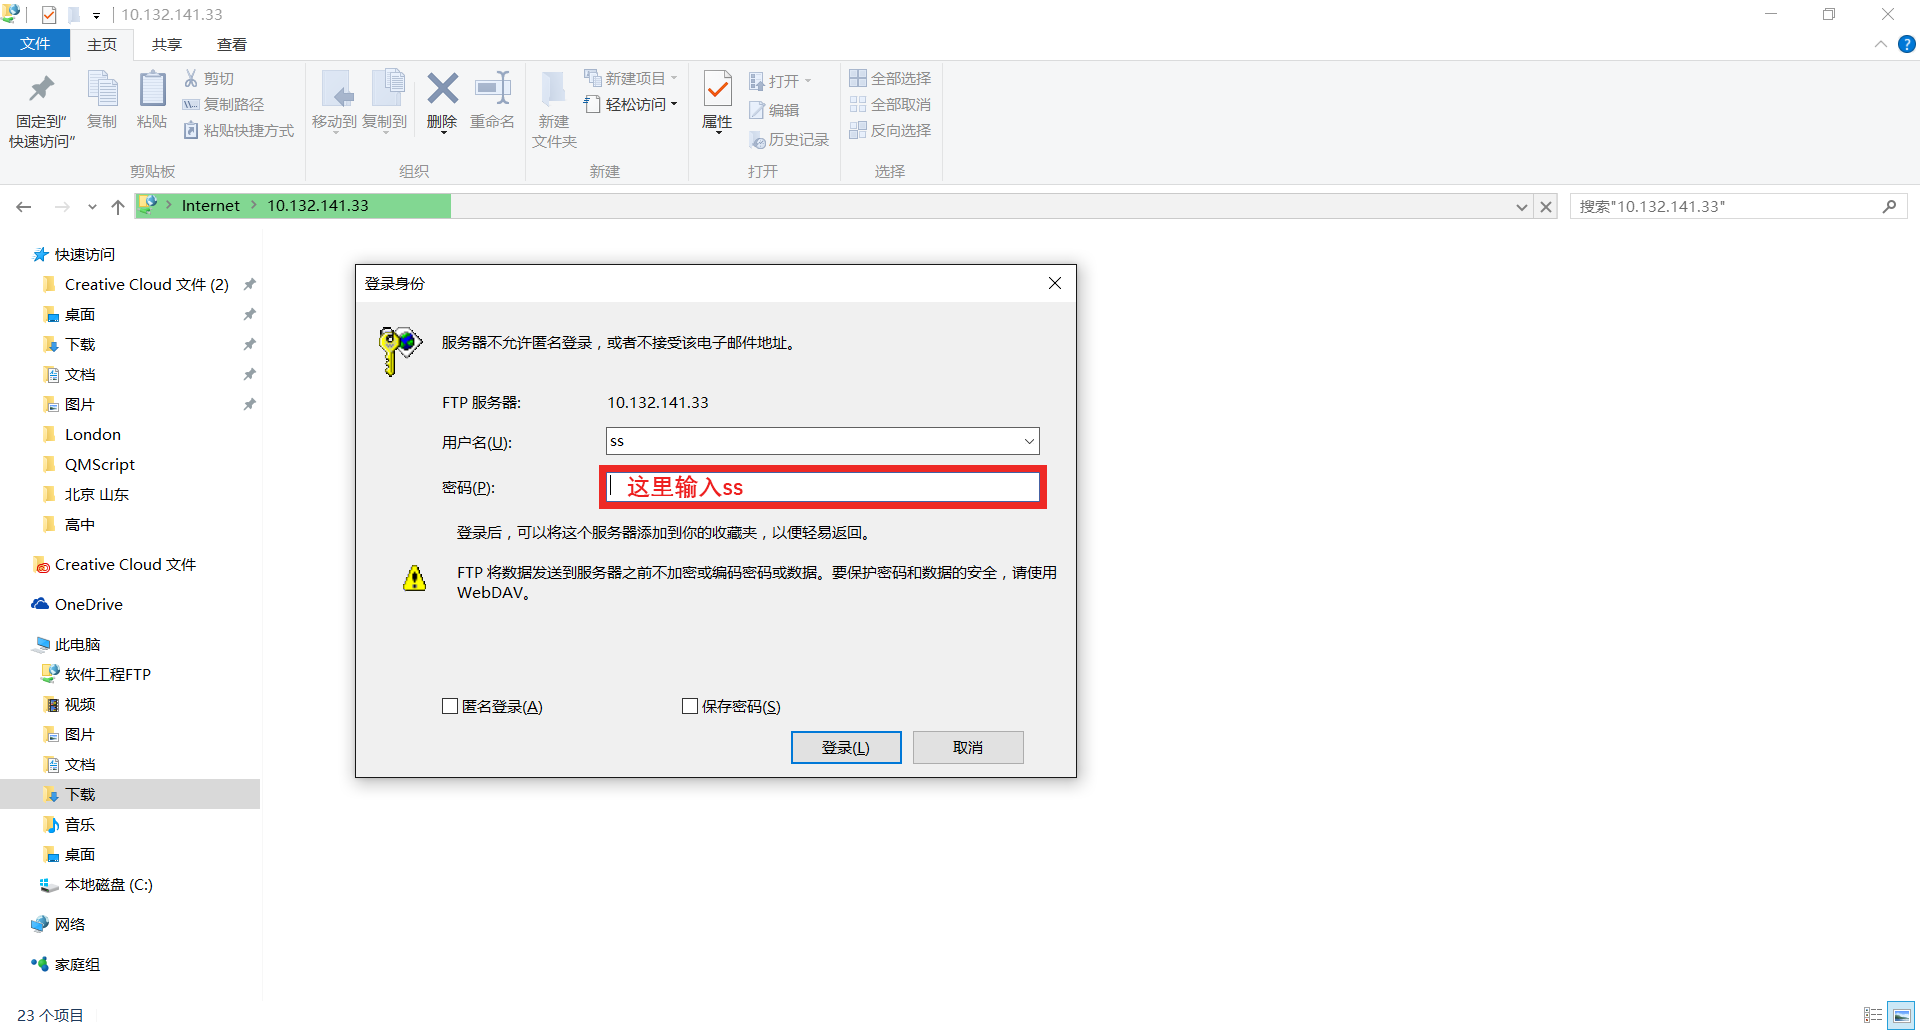 10.132.141.33
文件 主页 共享 查看
固定到"
快速访问"
复制
粘贴
剪切
复制路径
粘贴快捷方式
剪贴板
移动到
复制到
删除
重命名
组织
新建
文件夹
新建项目
轻松访问
新建
属性
打开
编辑
历史记录
打开
全部选择
全部取消
反向选择
选择
Internet 10.132.141.33
搜索"10.132.141.33"
快速访问
Creative Cloud 文件 (2)
桌面
下载
文档
图片
London
QMScript
北京 山东
高中
Creative Cloud 文件
OneDrive
此电脑
软件工程FTP
视频
图片
文档
下载
音乐
桌面
本地磁盘 (C:)
网络
家庭组
登录身份
服务器不允许匿名登录，或者不接受该电子邮件地址。
FTP 服务器: 10.132.141.33
用户名(U): ss
密码(P): 这里输入ss
登录后，可以将这个服务器添加到你的收藏夹，以便轻易返回。
FTP 将数据发送到服务器之前不加密或编码密码或数据。要保护密码和数据的安全，请使用
WebDAV。
匿名登录(A) 保存密码(S)
登录(L) 取消
23 个项目